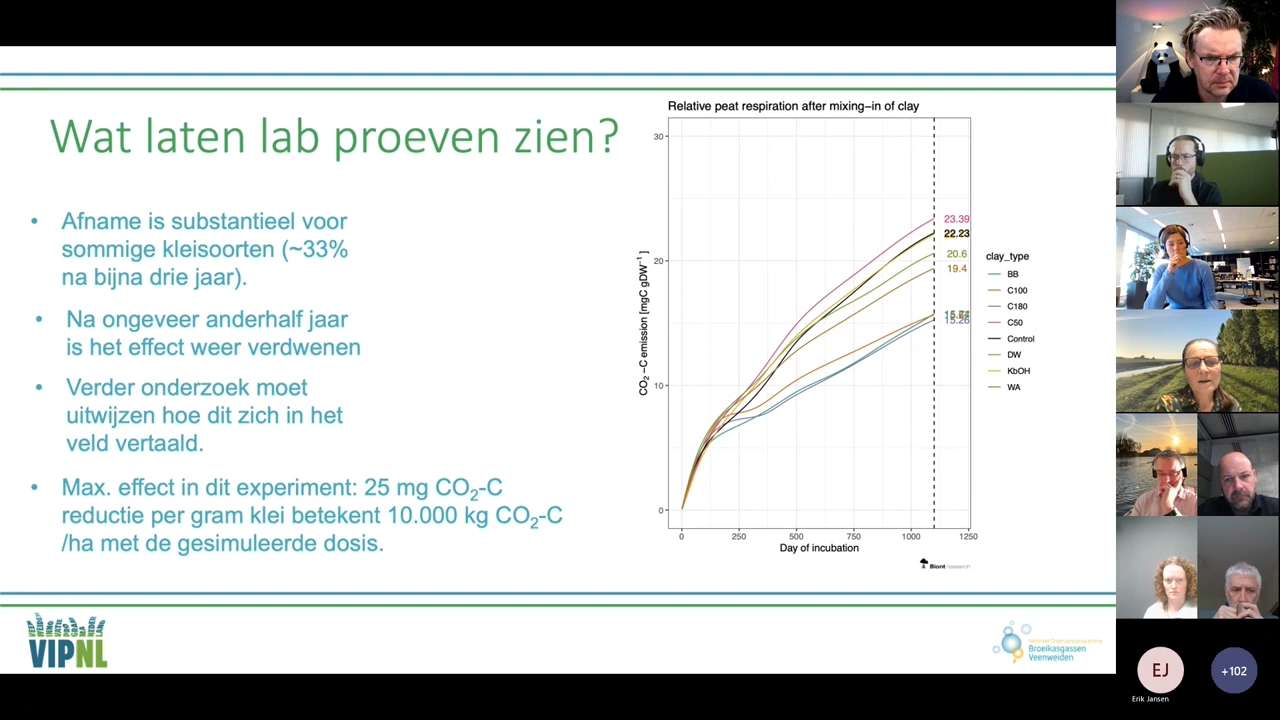 Wat laten lab proeven zien?
• Afname is substantieel voor
sommige kleisoorten (~33%
na bijna drie jaar).
• Na ongeveer anderhalf jaar
is het effect weer verdwenen
• Verder onderzoek moet
uitwijzen hoe dit zich in het
veld vertaald.
• Max. effect in dit experiment: 25 mg CO₂-C
reductie per gram klei betekent 10.000 kg CO₂-C
/ha met de gesimuleerde dosis.
Relative peat respiration after mixing−in of clay
30
20
10
0
CO₂−C emission [mgC gDW⁻¹]
0 250 500 750 1000 1250
Day of incubation
23.39
22.23
20.6
19.4
15.26
clay_type
BB
C100
C180
C50
Control
DW
KbOH
WA
Biont research
VIPNL
Broeikasgassen
Veenweiden
EJ
+102
Erik Jansen